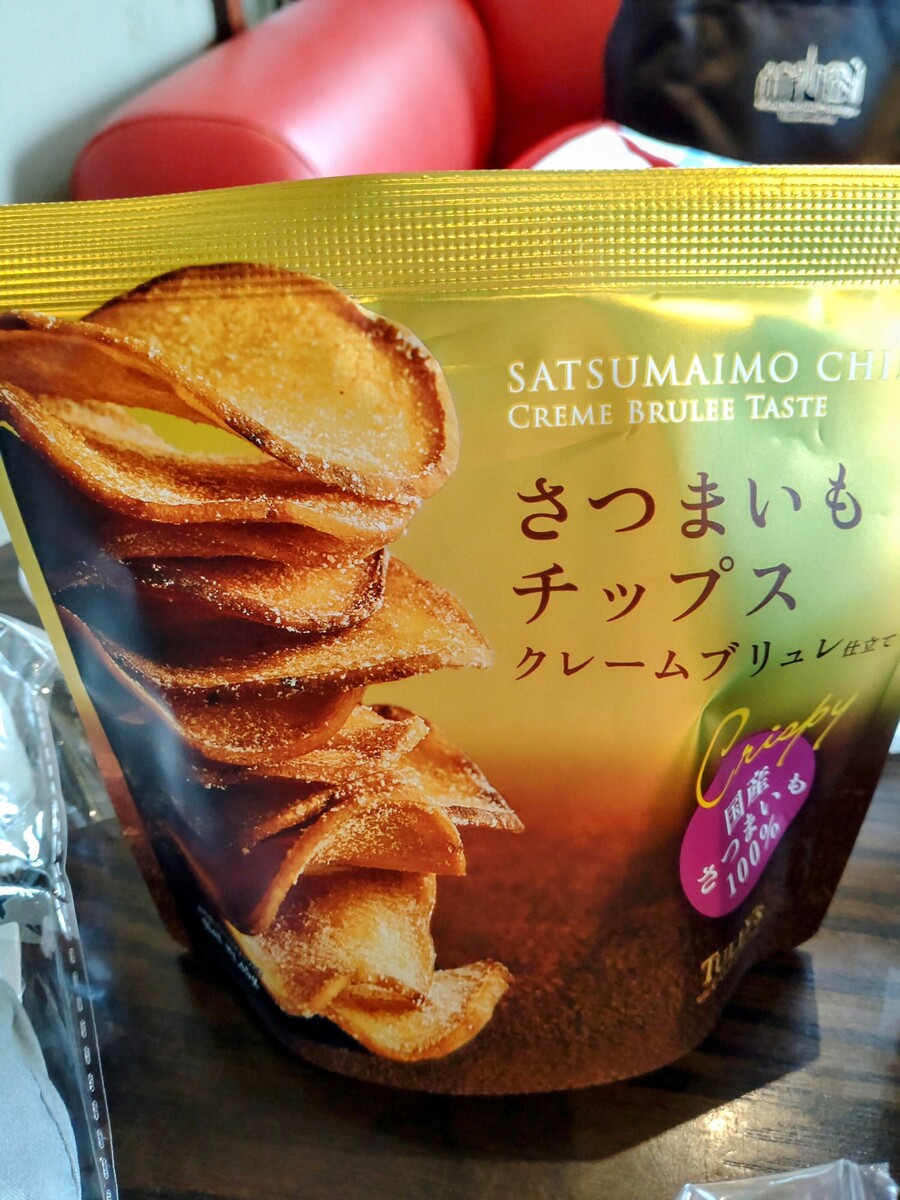 SATSUMAIMO CHI
CREME BRULEE TASTE
さつまいも
チップス
クレームブリュレ仕立て
Crispy
国産
さつまいも
100%
TULLY'S